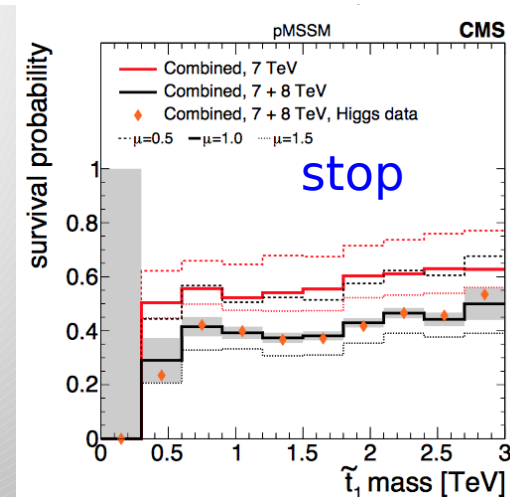 pMSSM CMS
Combined, 7 TeV
Combined, 7 + 8 TeV
Combined, 7 + 8 TeV, Higgs data
μ=0.5 μ=1.0 μ=1.5
stop
survival probability
1
0.8
0.6
0.4
0.2
0
0 0.5 1 1.5 2 2.5 3
t̃₁ mass [TeV]